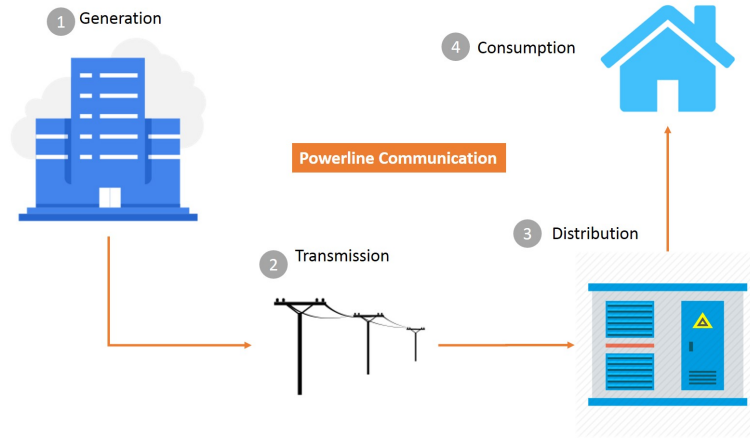 1 Generation
4 Consumption
Powerline Communication
3 Distribution
2 Transmission